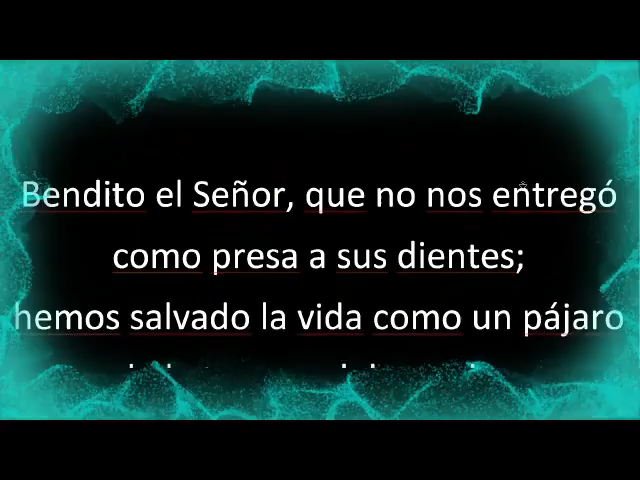 Bendito el Señor, que no nos entregó
como presa a sus dientes;
hemos salvado la vida como un pájaro